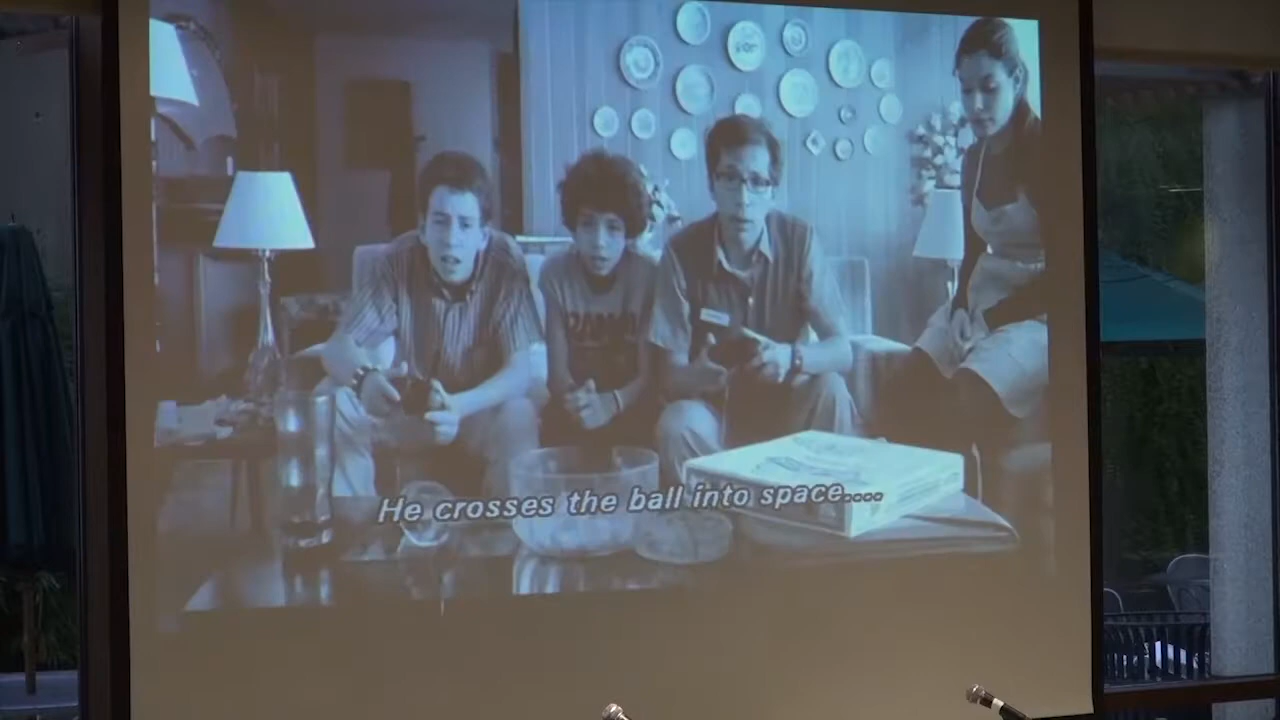 He crosses the ball into space....